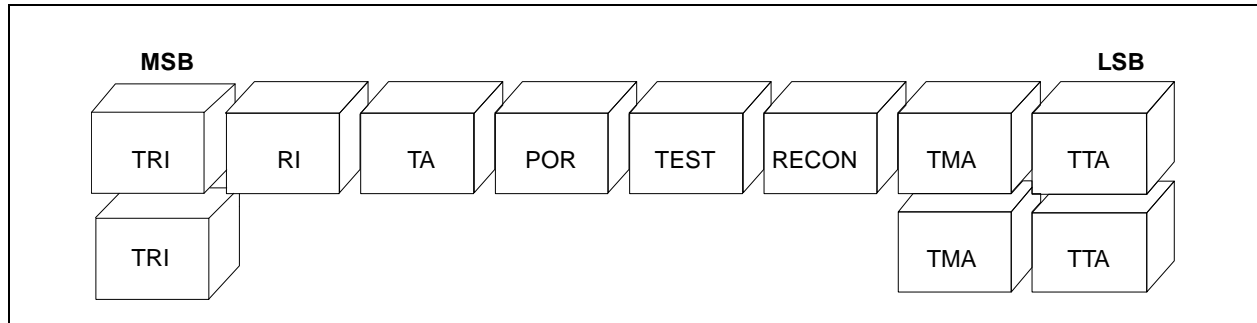 MSB LSB
TRI RI TA POR TEST RECON TMA TTA
TRI TMA TTA